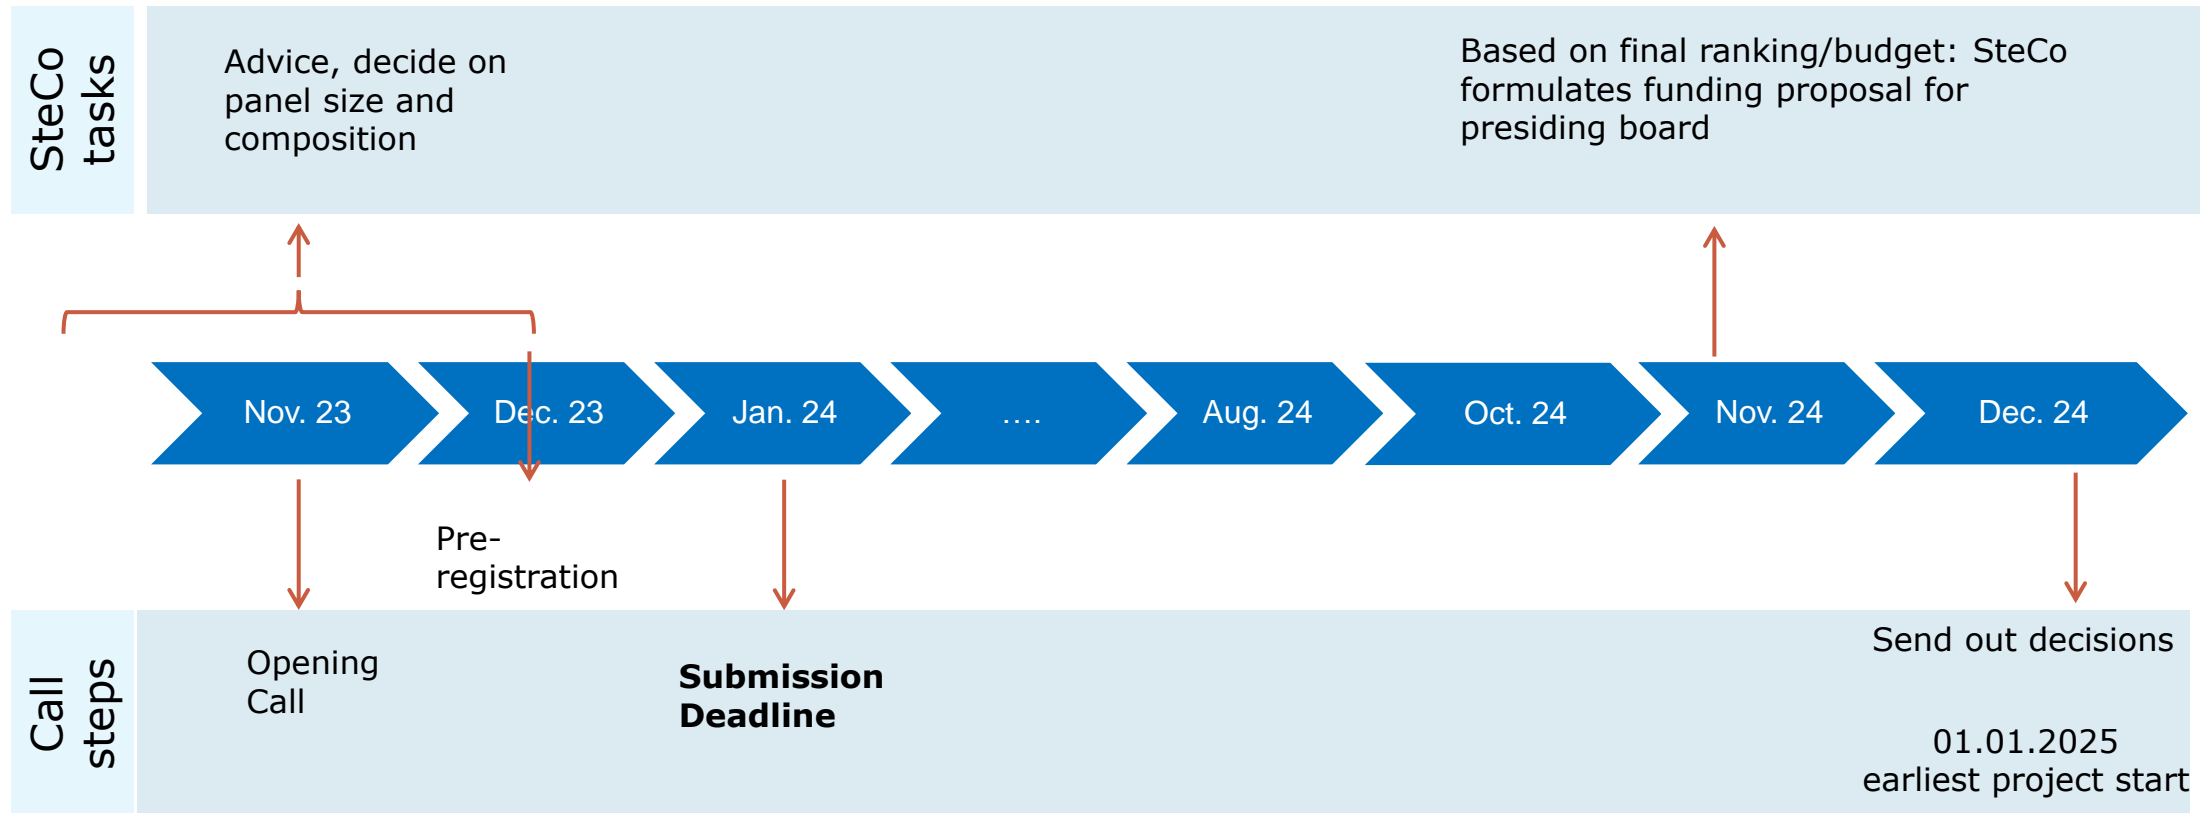 SteCo
tasks
Advice, decide on
panel size and
composition
Based on final ranking/budget: SteCo
formulates funding proposal for
presiding board
Nov. 23
Dec. 23
Jan. 24
....
Aug. 24
Oct. 24
Nov. 24
Dec. 24
Pre-
registration
Call
steps
Opening
Call
Submission
Deadline
Send out decisions
01.01.2025
earliest project start